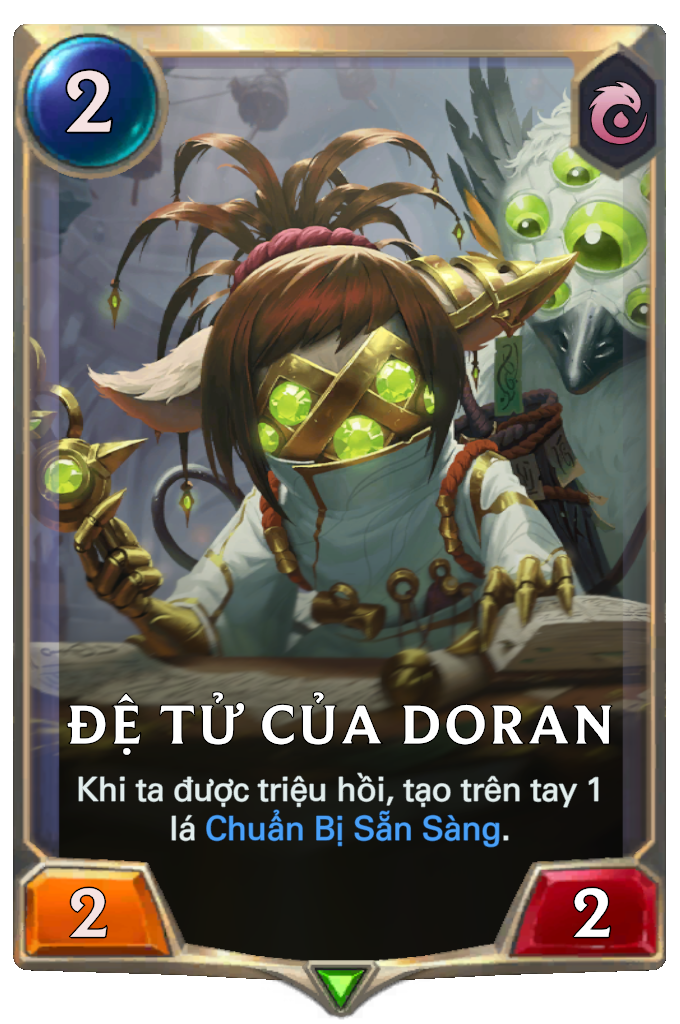 2
ĐỆ TỬ CỦA DORAN
Khi ta được triệu hồi, tạo trên tay 1
lá Chuẩn Bị Sẵn Sàng.
2
2